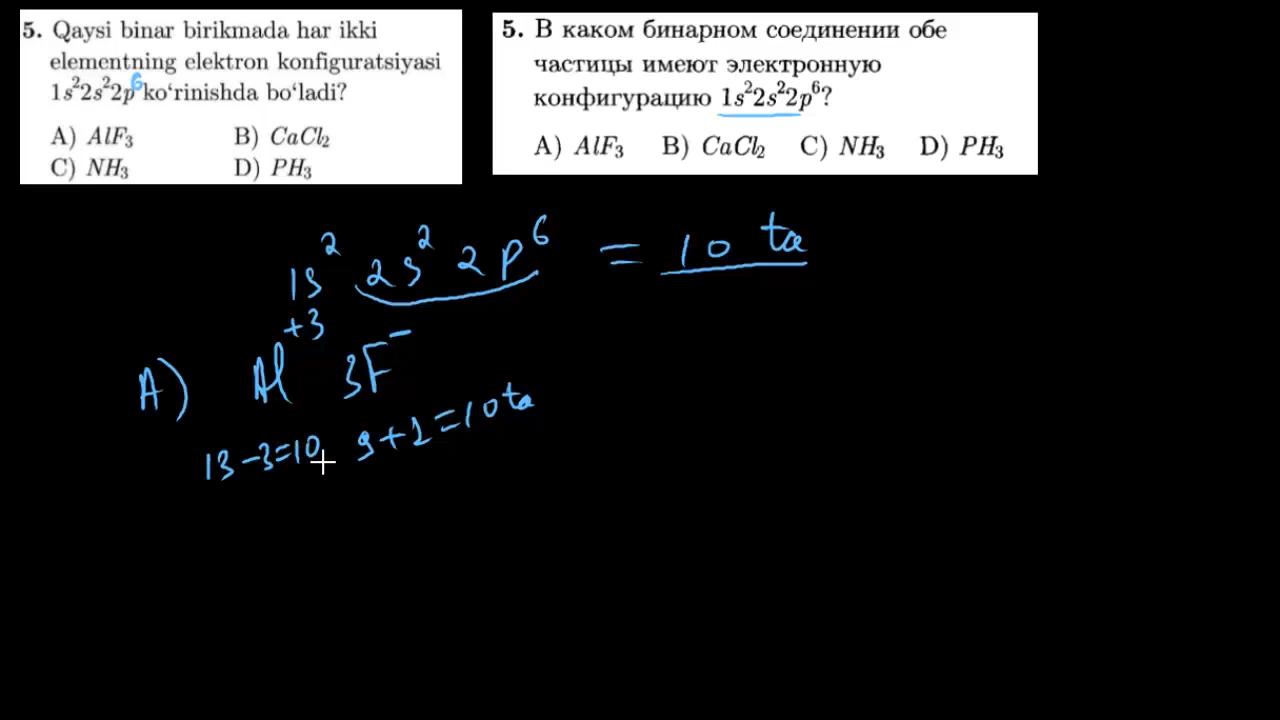 5. Qaysi binar birikmada har ikki
elementning elektron konfiguratsiyasi
1s²2s²2p⁶ ko‘rinishda bo‘ladi?
A) AlF₃ B) CaCl₂
C) NH₃ D) PH₃
5. В каком бинарном соединении обе
частицы имеют электронную
конфигурацию 1s²2s²2p⁶?
A) AlF₃ B) CaCl₂ C) NH₃ D) PH₃
1s² 2s² 2p⁶ = 10 ta
A) Al⁺³ 3F⁻
13-3=10 9+1=10 ta